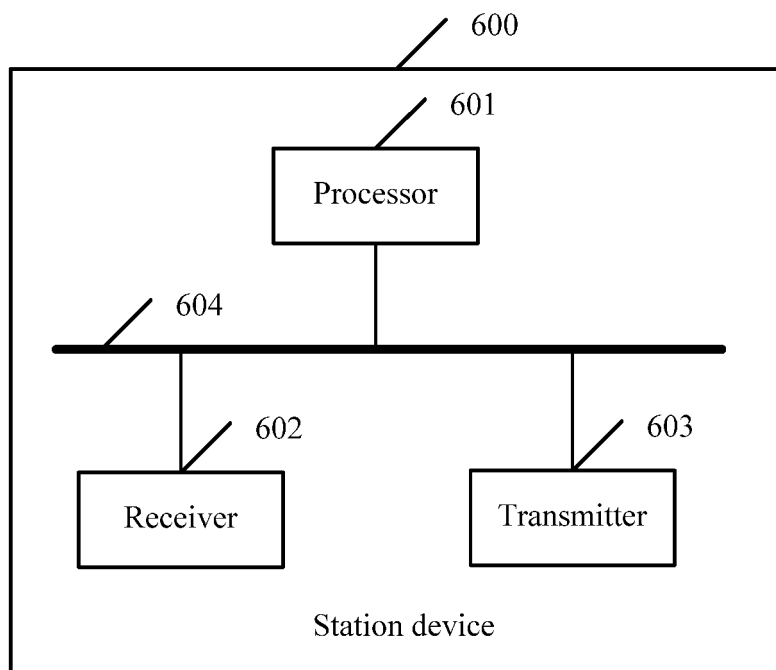 600
601
Processor
604
602
603
Receiver
Transmitter
Station device